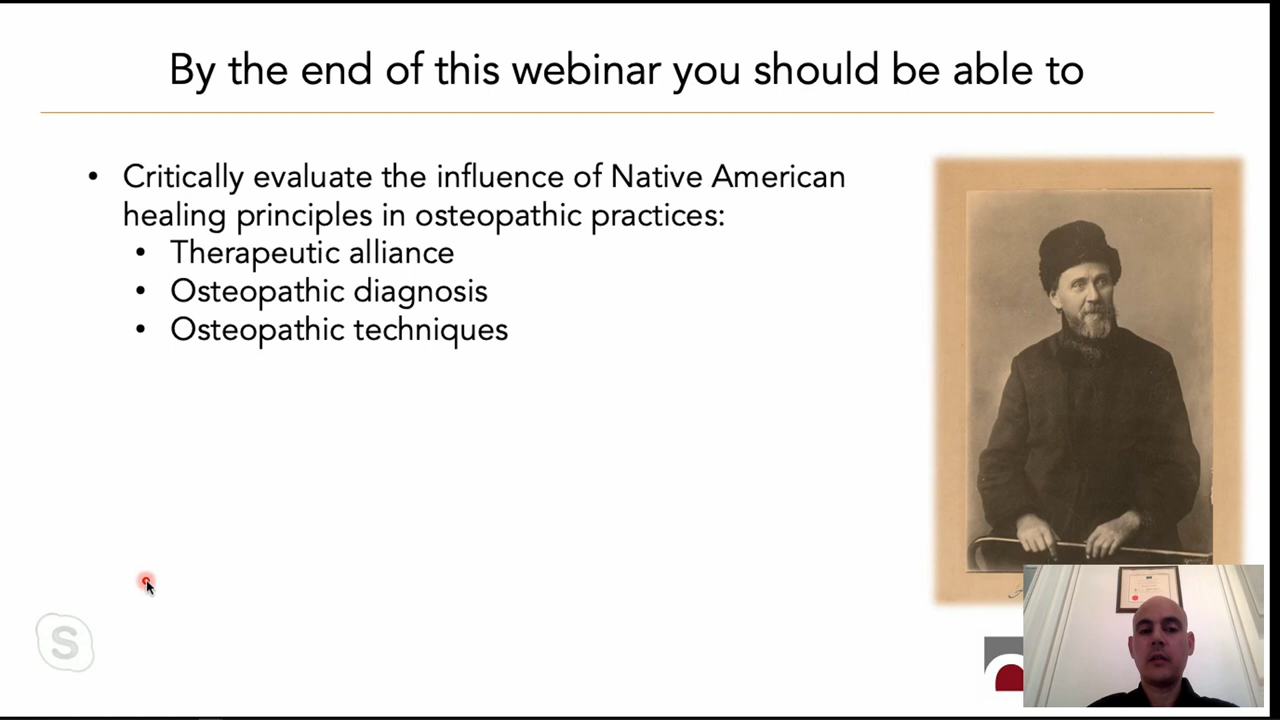 By the end of this webinar you should be able to
• Critically evaluate the influence of Native American
healing principles in osteopathic practices:
• Therapeutic alliance
• Osteopathic diagnosis
• Osteopathic techniques
S